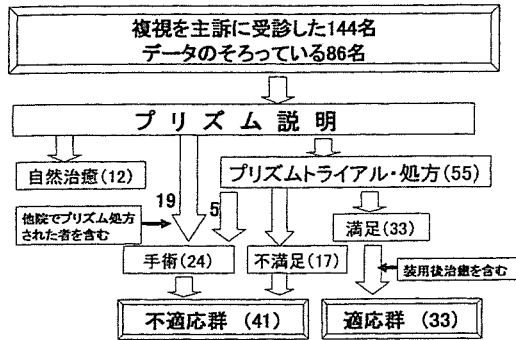 複視を主訴に受診した144名
データのそろっている86名
プリズム説明
自然治癒(12)
プリズムトライアル・処方(55)
19
5
他院でプリズム処方
された者を含む
満足(33)
手術(24)
不満足(17)
装用後治癒を含む
不適応群 (41)
適応群 (33)